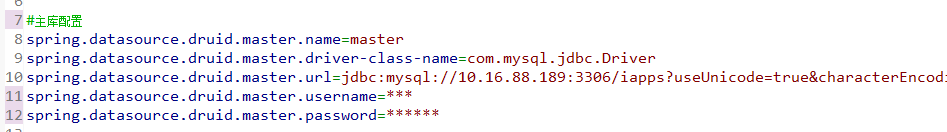 6
7 #主库配置
8 spring.datasource.druid.master.name=master
9 spring.datasource.druid.master.driver-class-name=com.mysql.jdbc.Driver
10 spring.datasource.druid.master.url=jdbc:mysql://10.16.88.189:3306/iapps?useUnicode=true&characterEncodi
11 spring.datasource.druid.master.username=***
12 spring.datasource.druid.master.password=******